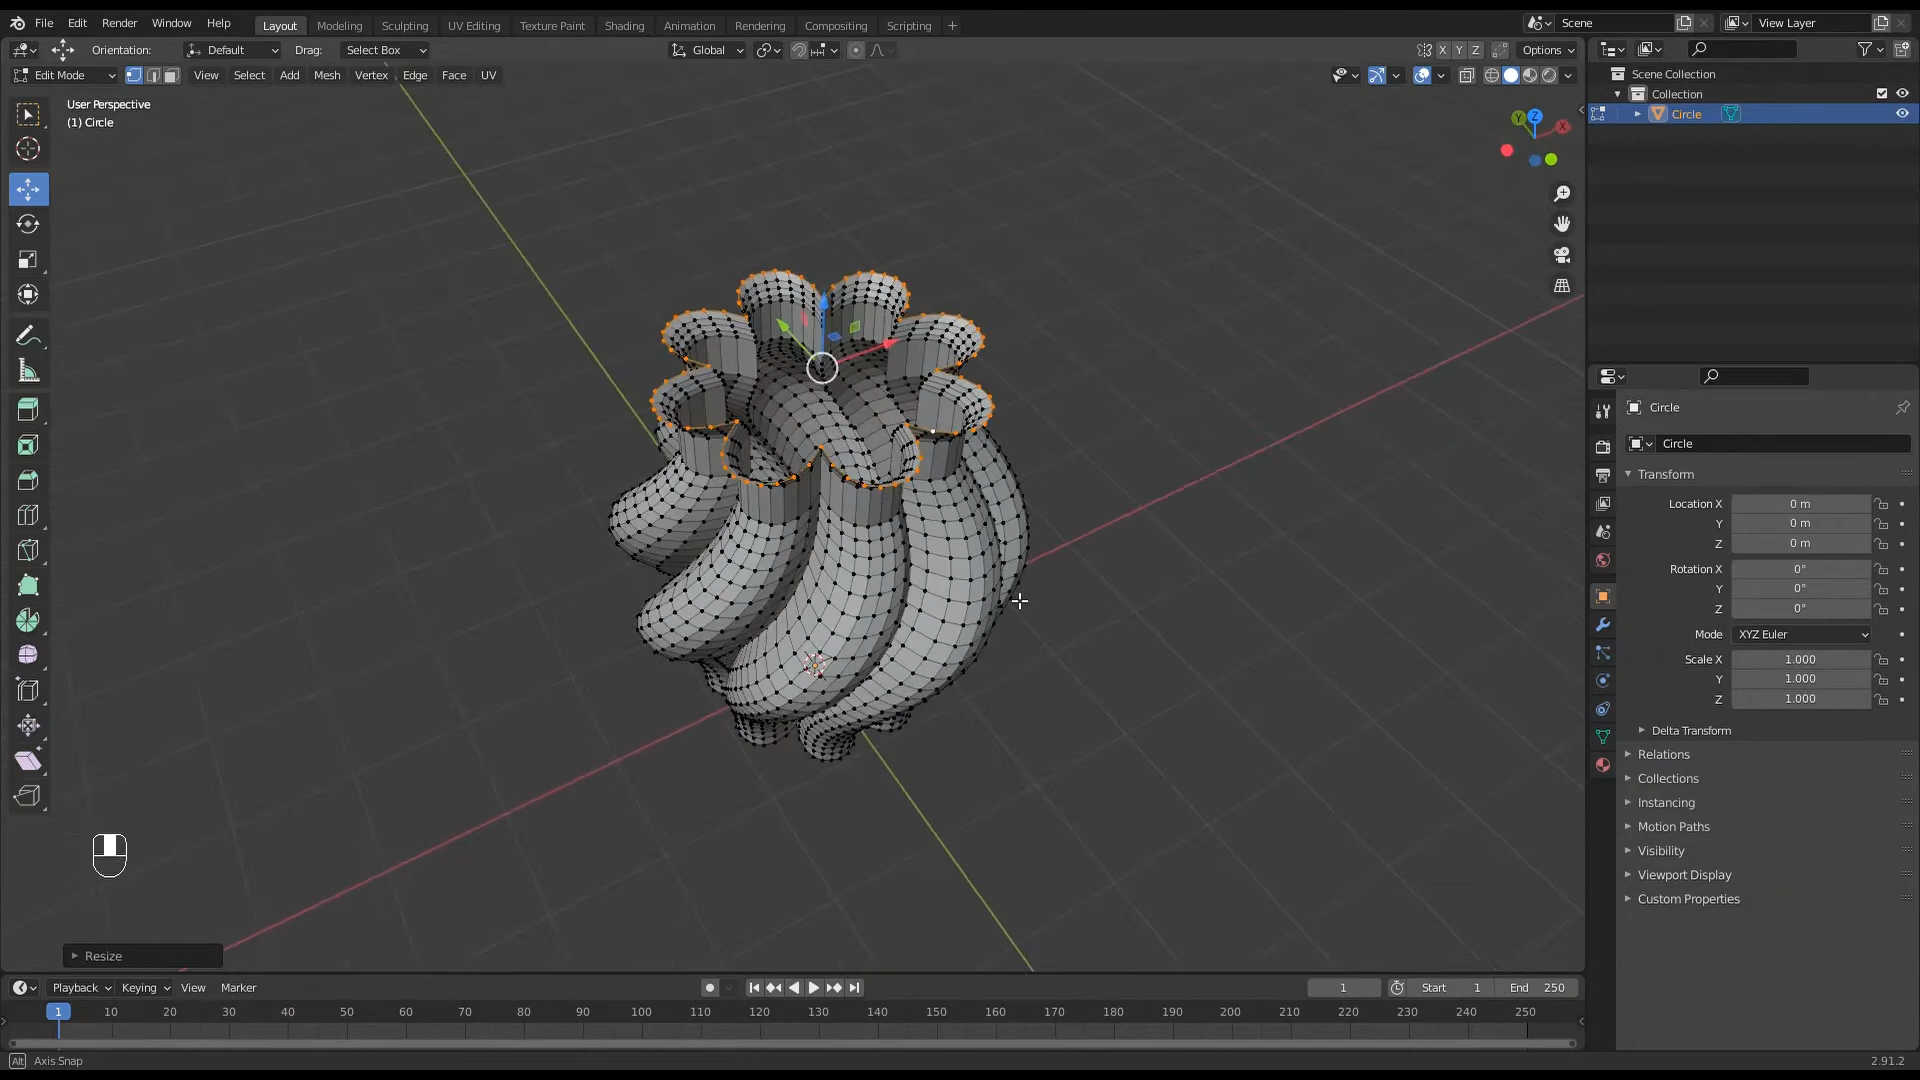 File Edit Render Window Help
Layout Modeling Sculpting UV Editing Texture Paint Shading Animation Rendering Compositing Scripting +
Scene
View Layer
Orientation: Default Drag: Select Box
Global
X Y Z
Options
Edit Mode View Select Add Mesh Vertex Edge Face UV
Scene Collection
Collection
Circle
User Perspective
(1) Circle
Y Z X
Circle
Circle
Transform
Location X 0 m
Y 0 m
Z 0 m
Rotation X 0°
Y 0°
Z 0°
Mode XYZ Euler
Scale X 1.000
Y 1.000
Z 1.000
Delta Transform
Relations
Collections
Instancing
Motion Paths
Visibility
Viewport Display
Custom Properties
Resize
Playback Keying View Marker
1 Start 1 End 250
1 10 20 30 40 50 60 70 80 90 100 110 120 130 140 150 160 170 180 190 200 210 220 230 240 250
Alt Axis Snap
2.91.2